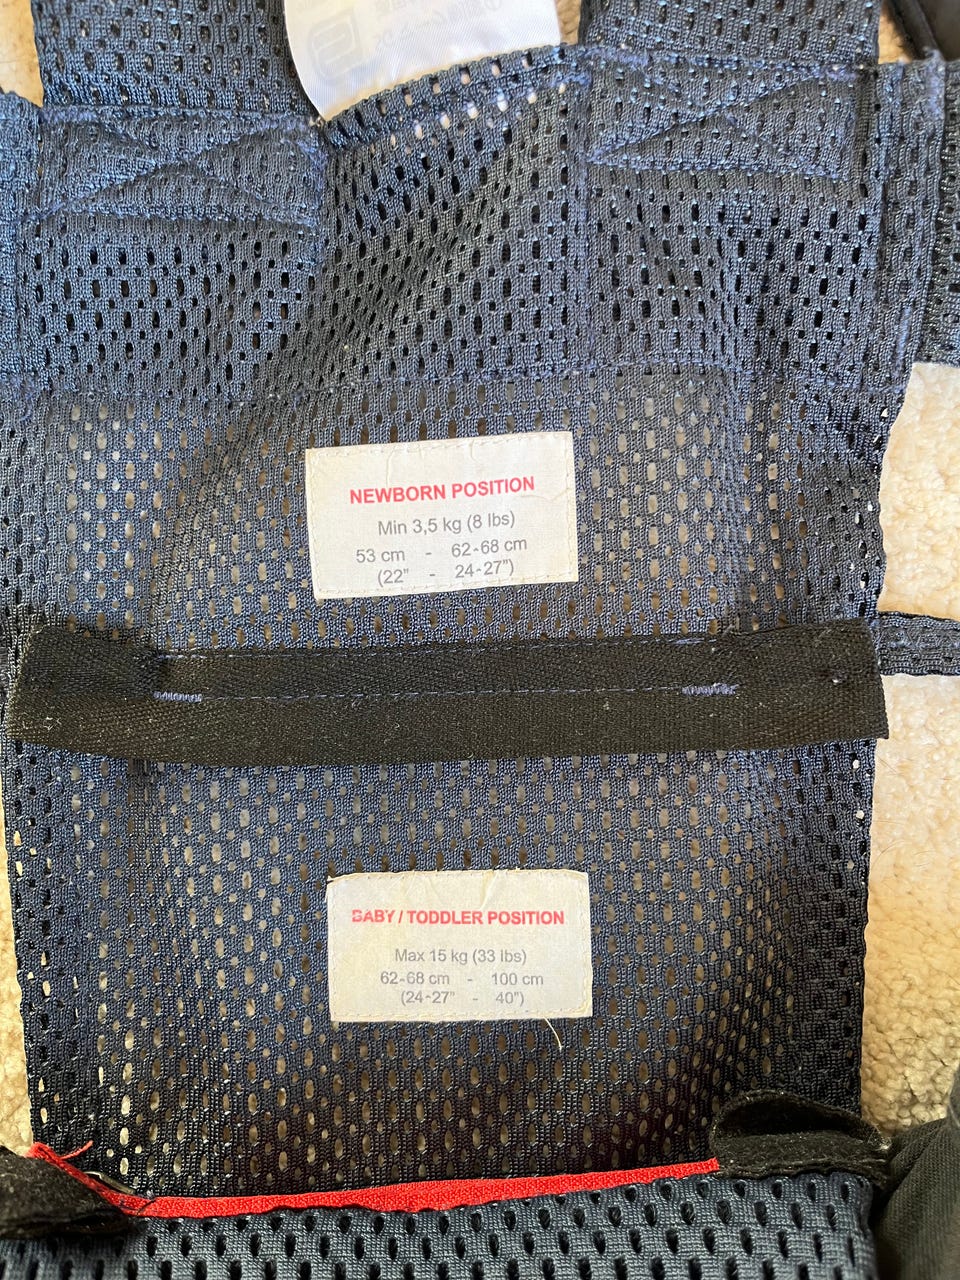 NEWBORN POSITION
Min 3,5 kg (8 lbs)
53 cm - 62-68 cm
(22" - 24-27")
BABY / TODDLER POSITION
Max 15 kg (33 lbs)
62-68 cm - 100 cm
(24-27" - 40")